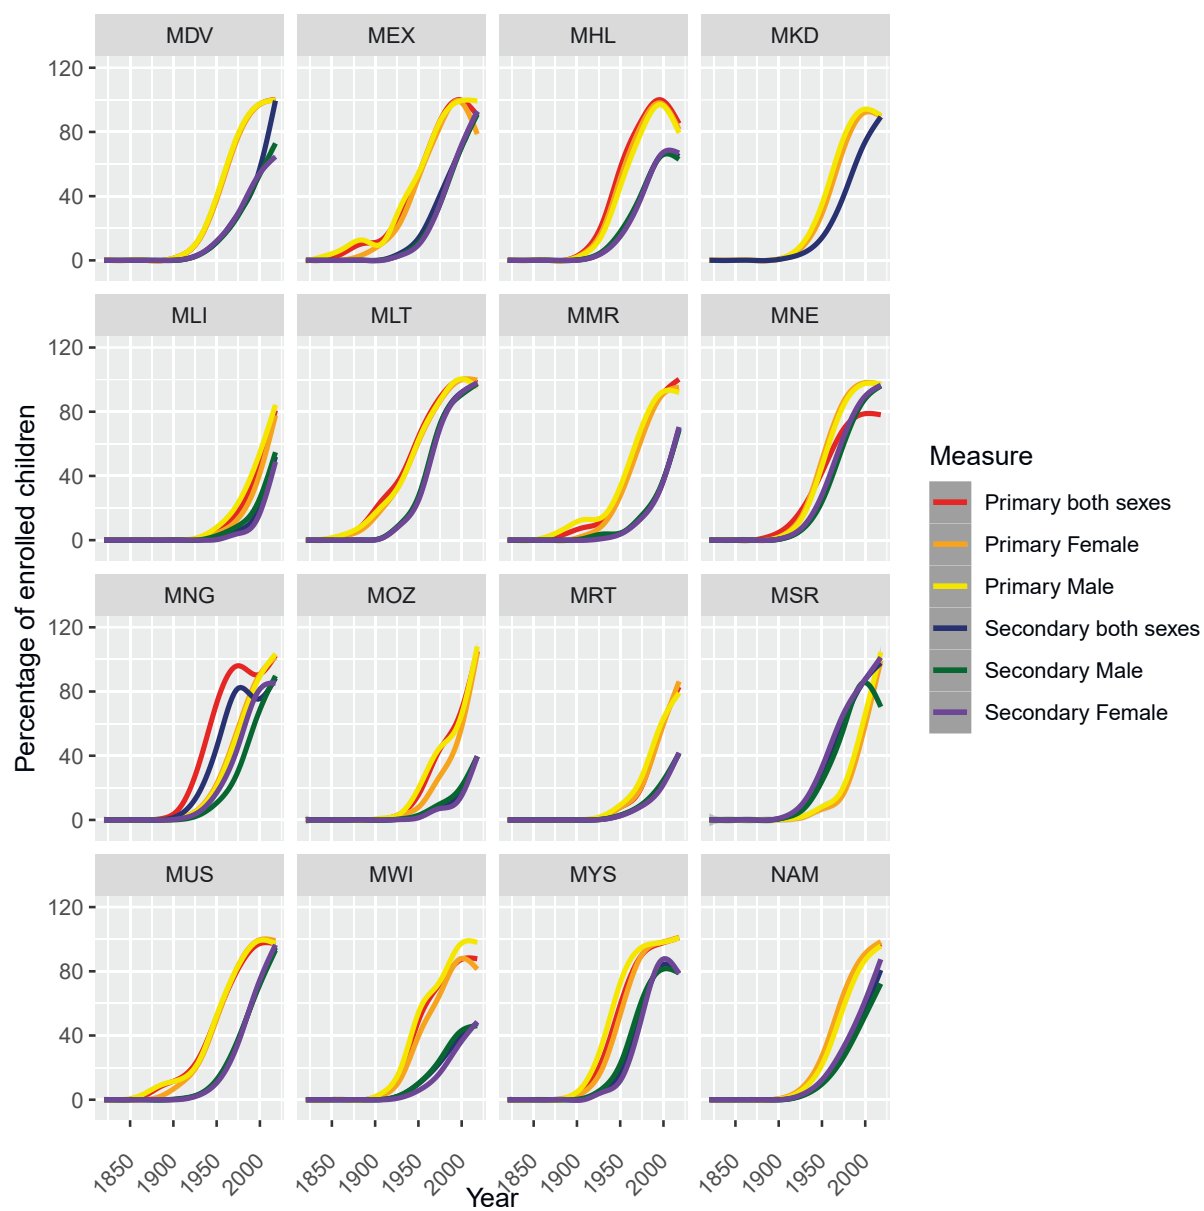 MDV MEX MHL MKD
120
80
40
0
MLI MLT MMR MNE
120
80
40
0
MNG MOZ MRT MSR
120
80
40
0
MUS MWI MYS NAM
120
80
40
0
1850 1900 1950 2000 1850 1900 1950 2000 1850 1900 1950 2000 1850 1900 1950 2000
Year
Percentage of enrolled children
Measure
Primary both sexes
Primary Female
Primary Male
Secondary both sexes
Secondary Male
Secondary Female